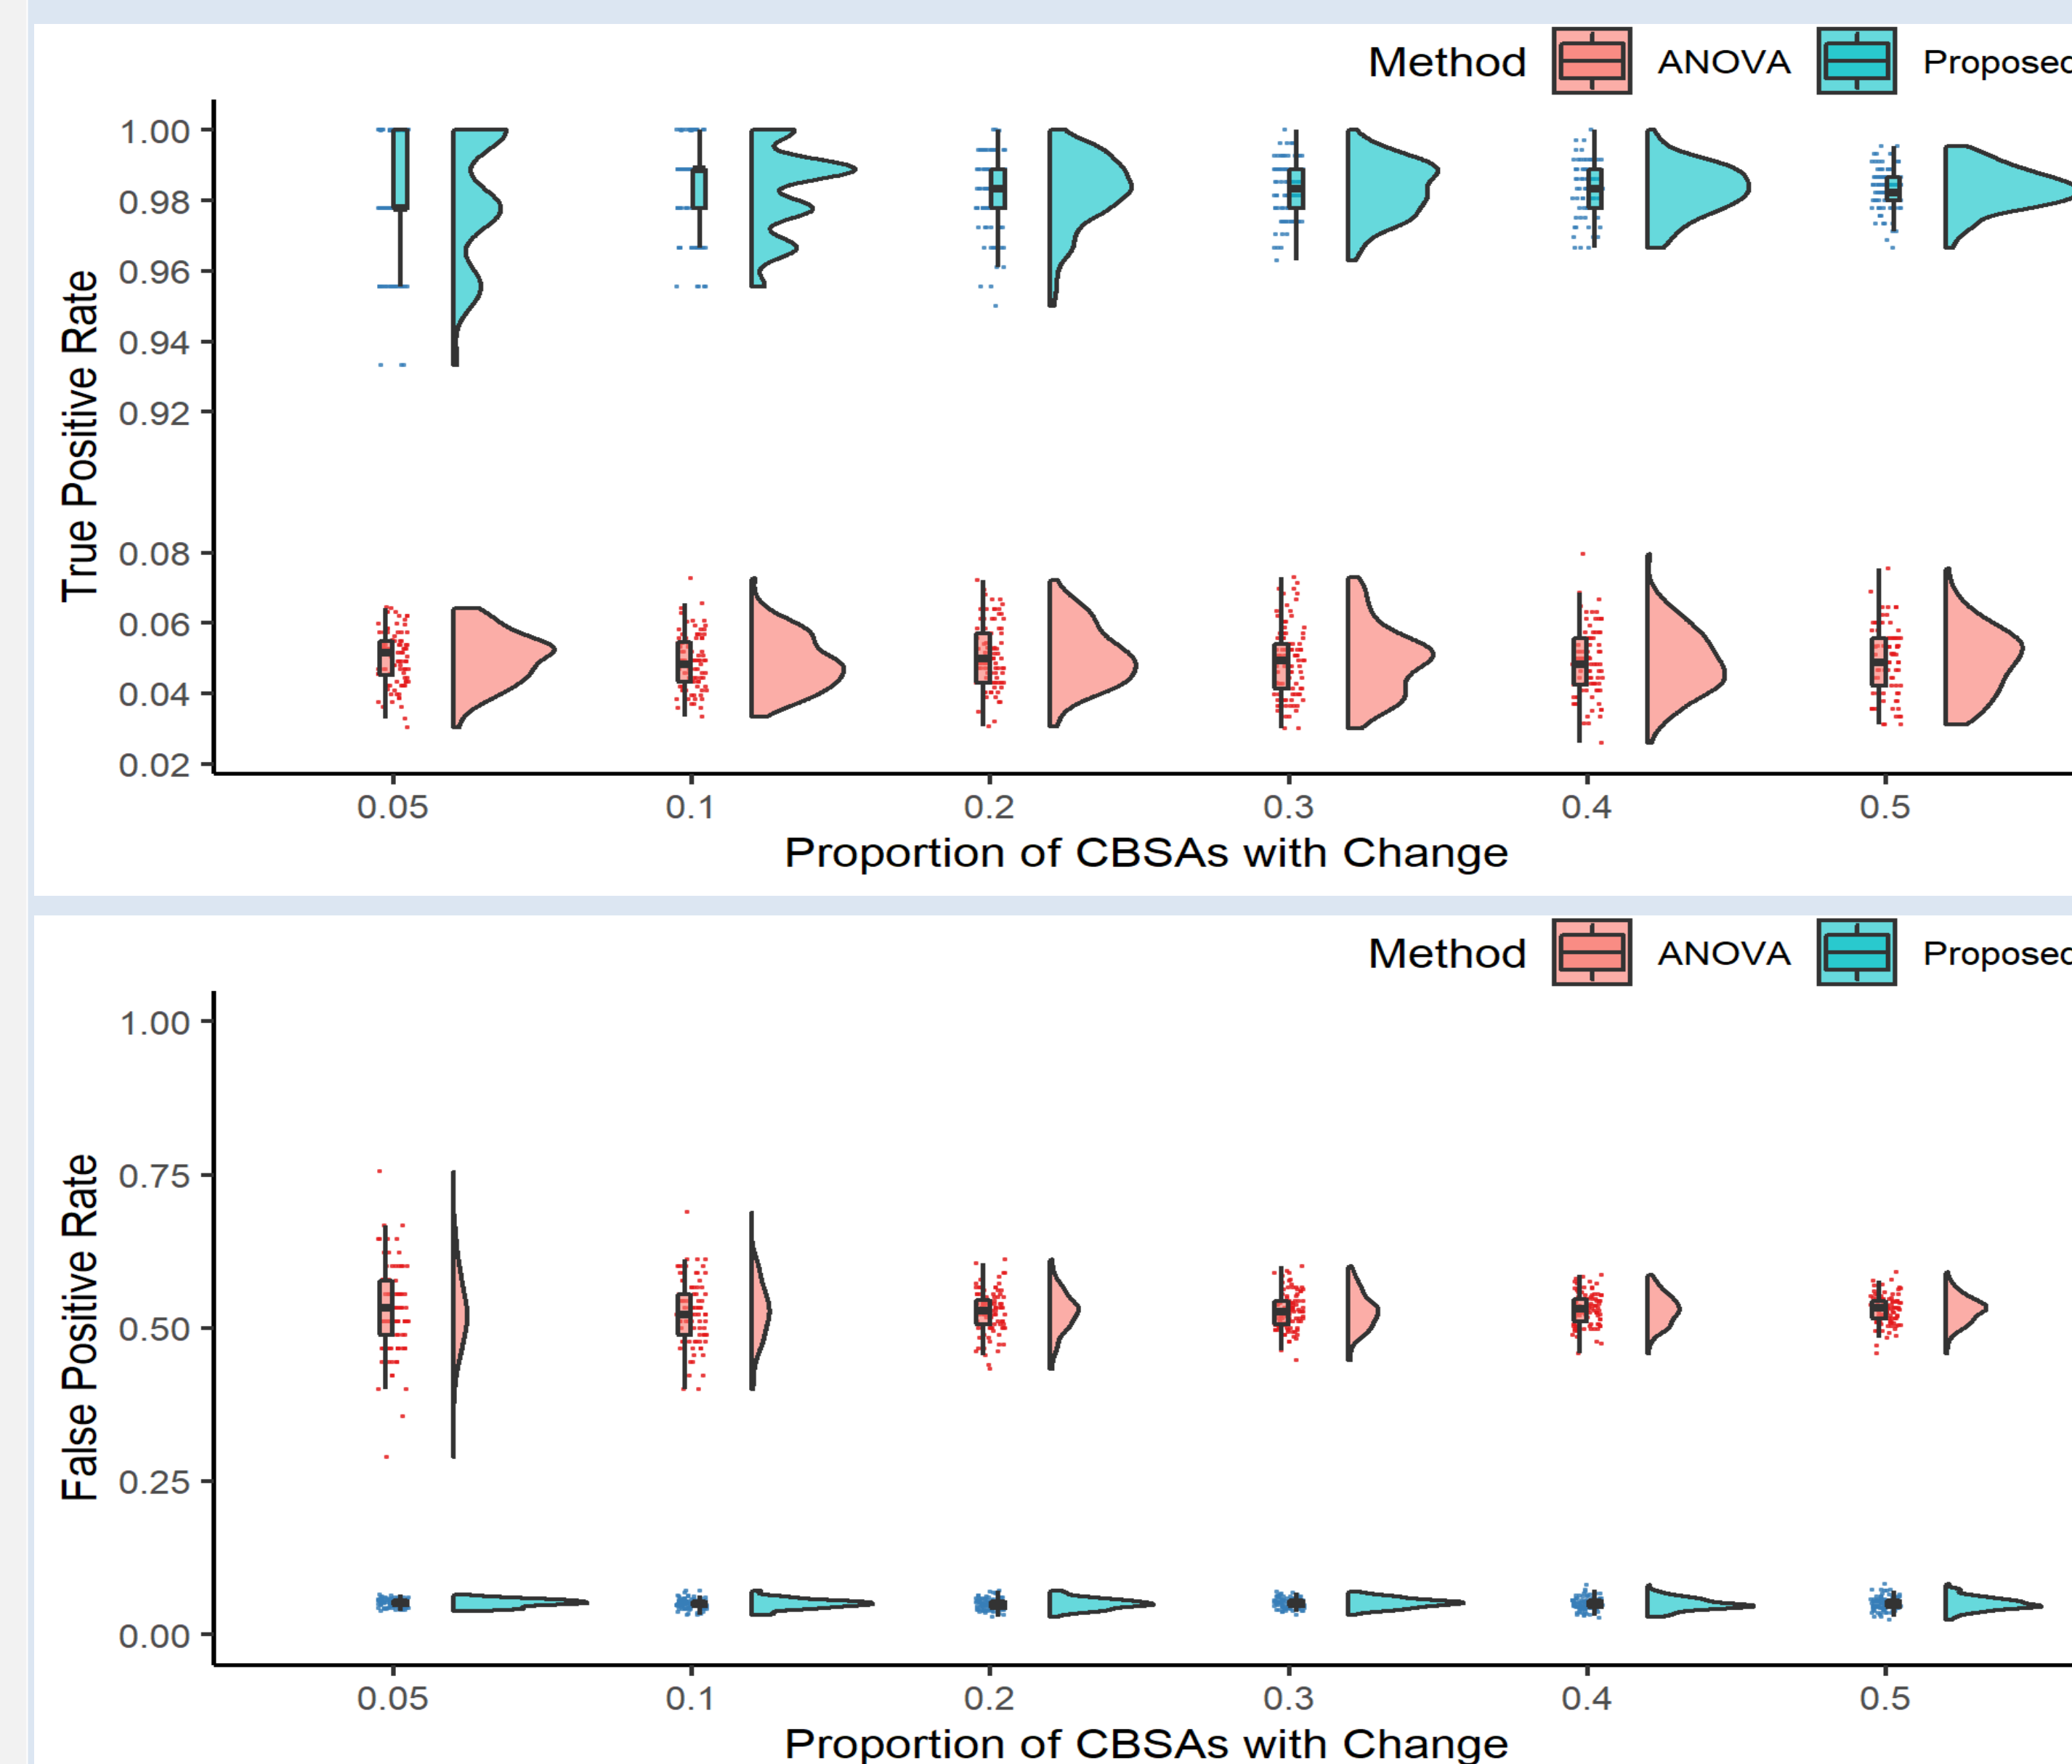 Method ANOVA Proposed
1.00
0.98
0.96
0.94
0.92
0.08
0.06
0.04
0.02
True Positive Rate
0.05 0.1 0.2 0.3 0.4 0.5
Proportion of CBSAs with Change
Method ANOVA Proposed
1.00
0.75
0.50
0.25
0.00
False Positive Rate
0.05 0.1 0.2 0.3 0.4 0.5
Proportion of CBSAs with Change